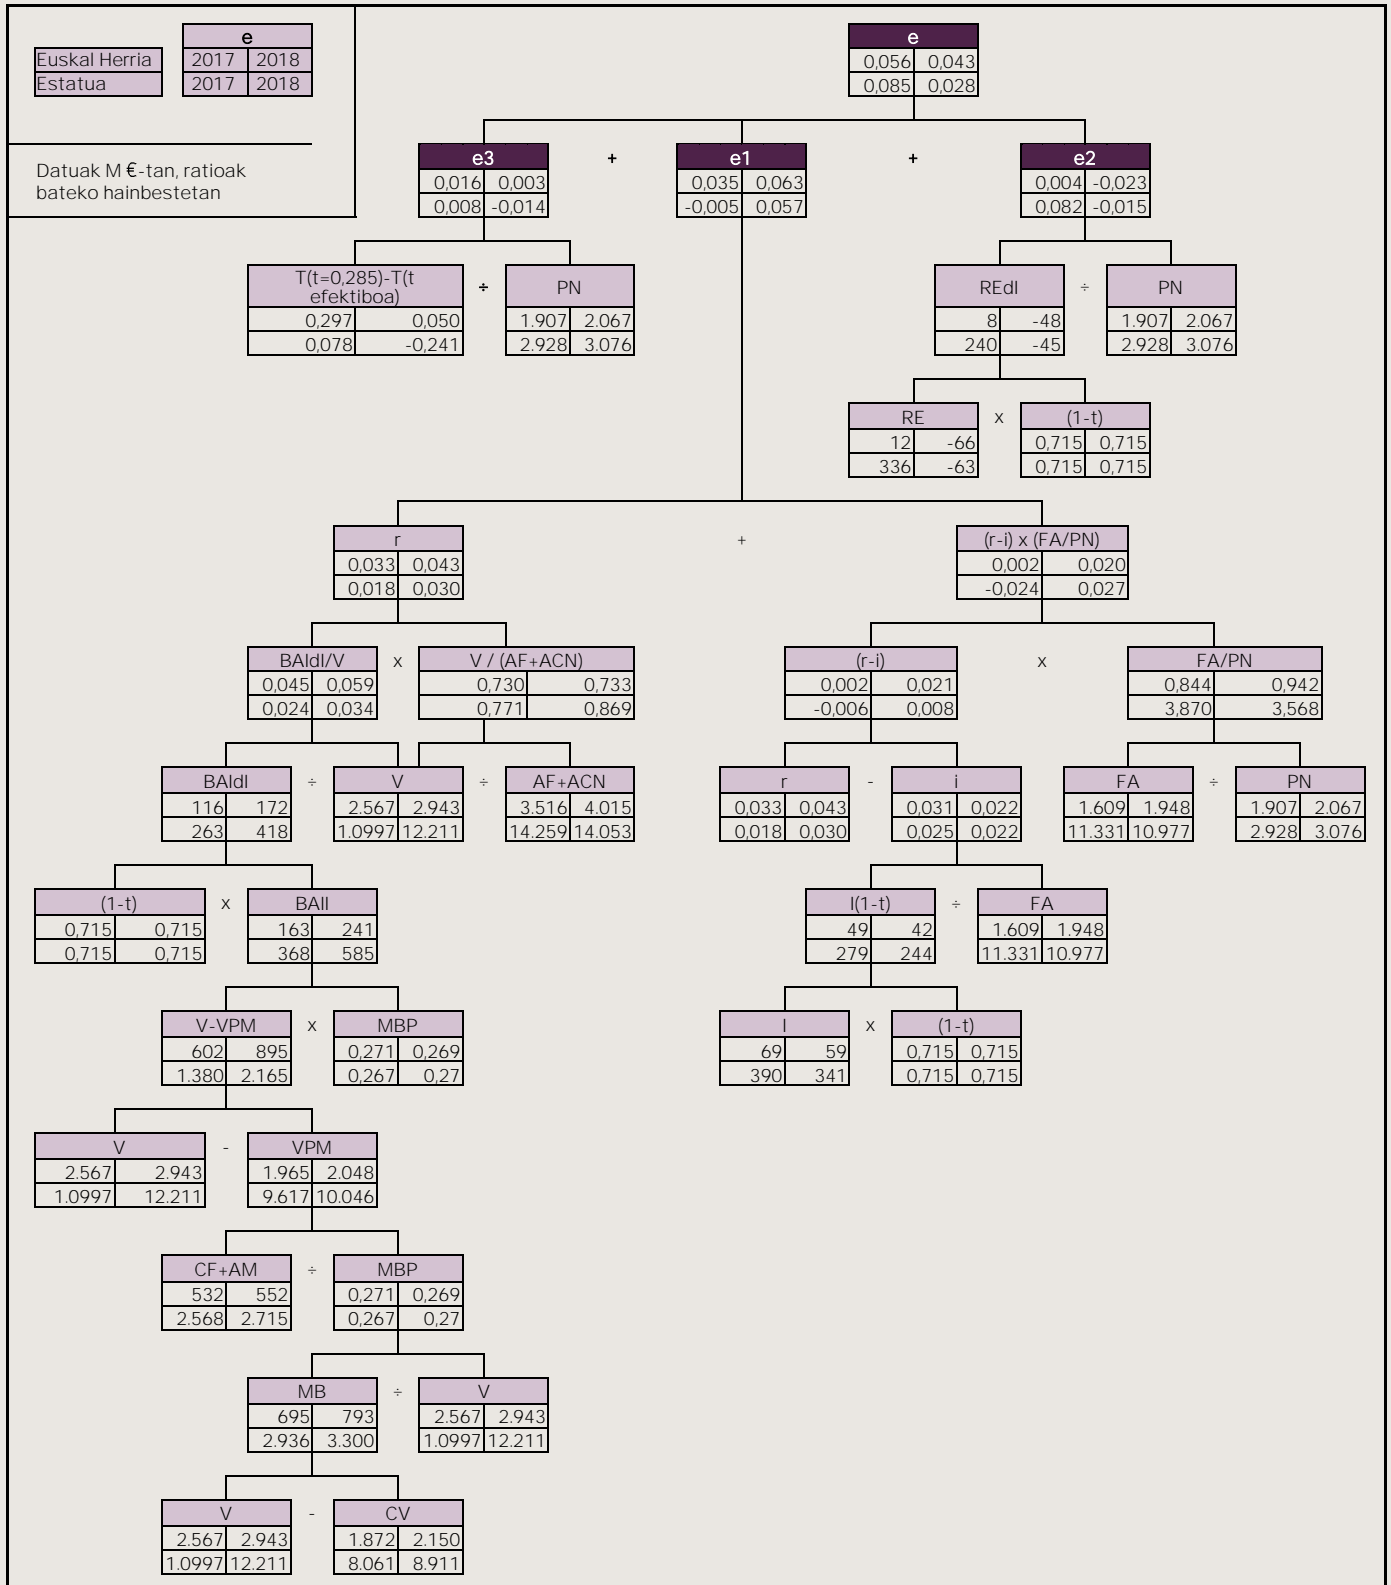 e
Euskal Herria 2017 2018
Estatua 2017 2018
Datuak M €-tan, ratioak
bateko hainbestetan
e
0,056 0,043
0,085 0,028
e3 + e1 + e2
0,016 0,003 0,035 0,063 0,004 -0,023
0,008 -0,014 -0,005 0,057 0,082 -0,015
T(t=0,285)-T(t
efektiboa) ÷ PN REdI ÷ PN
0,297 0,050 1.907 2.067 8 -48 1.907 2.067
0,078 -0,241 2.928 3.076 240 -45 2.928 3.076
RE x (1-t)
12 -66 0,715 0,715
336 -63 0,715 0,715
r + (r-i) x (FA/PN)
0,033 0,043 0,002 0,020
0,018 0,030 -0,024 0,027
BAIdI/V x V / (AF+ACN) (r-i) x FA/PN
0,045 0,059 0,730 0,733 0,002 0,021 0,844 0,942
0,024 0,034 0,771 0,869 -0,006 0,008 3,870 3,568
BAIdI ÷ V ÷ AF+ACN r - i FA ÷ PN
116 172 2.567 2.943 3.516 4.015 0,033 0,043 0,031 0,022 1.609 1.948 1.907 2.067
263 418 1.0997 12.211 14.259 14.053 0,018 0,030 0,025 0,022 11.331 10.977 2.928 3.076
(1-t) x BAII I(1-t) ÷ FA
0,715 0,715 163 241 49 42 1.609 1.948
0,715 0,715 368 585 279 244 11.331 10.977
V-VPM x MBP I x (1-t)
602 895 0,271 0,269 69 59 0,715 0,715
1.380 2.165 0,267 0,27 390 341 0,715 0,715
V - VPM
2.567 2.943 1.965 2.048
1.0997 12.211 9.617 10.046
CF+AM ÷ MBP
532 552 0,271 0,269
2.568 2.715 0,267 0,27
MB ÷ V
695 793 2.567 2.943
2.936 3.300 1.0997 12.211
V - CV
2.567 2.943 1.872 2.150
1.0997 12.211 8.061 8.911